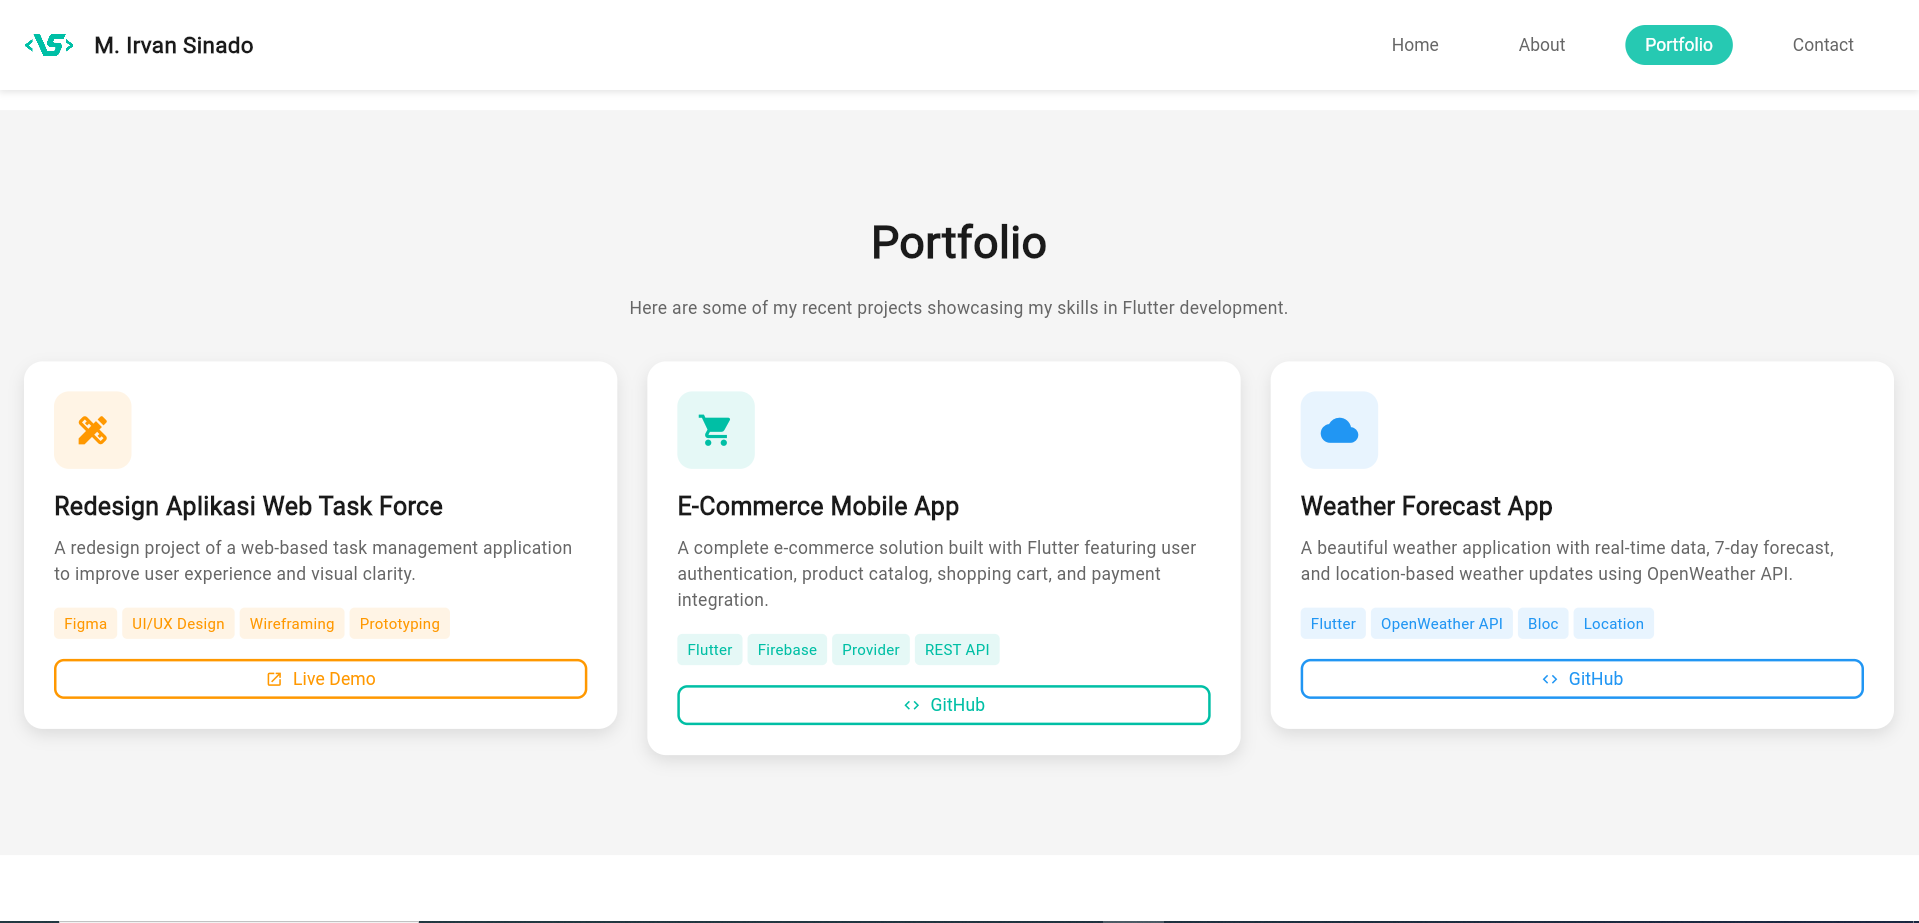 M. Irvan Sinado
Home
About
Portfolio
Contact
Portfolio
Here are some of my recent projects showcasing my skills in Flutter development.
Redesign Aplikasi Web Task Force
A redesign project of a web-based task management application
to improve user experience and visual clarity.
Figma
UI/UX Design
Wireframing
Prototyping
Live Demo
E-Commerce Mobile App
A complete e-commerce solution built with Flutter featuring user
authentication, product catalog, shopping cart, and payment
integration.
Flutter
Firebase
Provider
REST API
GitHub
Weather Forecast App
A beautiful weather application with real-time data, 7-day forecast,
and location-based weather updates using OpenWeather API.
Flutter
OpenWeather API
Bloc
Location
GitHub